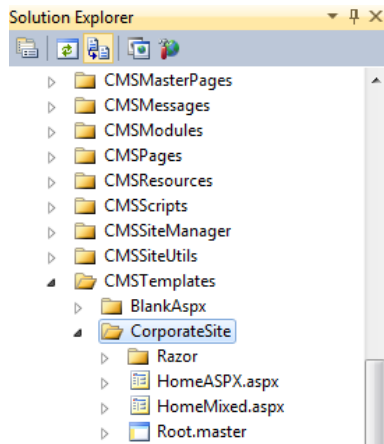 Solution Explorer
CMSMasterPages
CMSMessages
CMSModules
CMSPages
CMSResources
CMSScripts
CMSSiteManager
CMSSiteUtils
CMSTemplates
BlankAspx
CorporateSite
Razor
HomeASPX.aspx
HomeMixed.aspx
Root.master